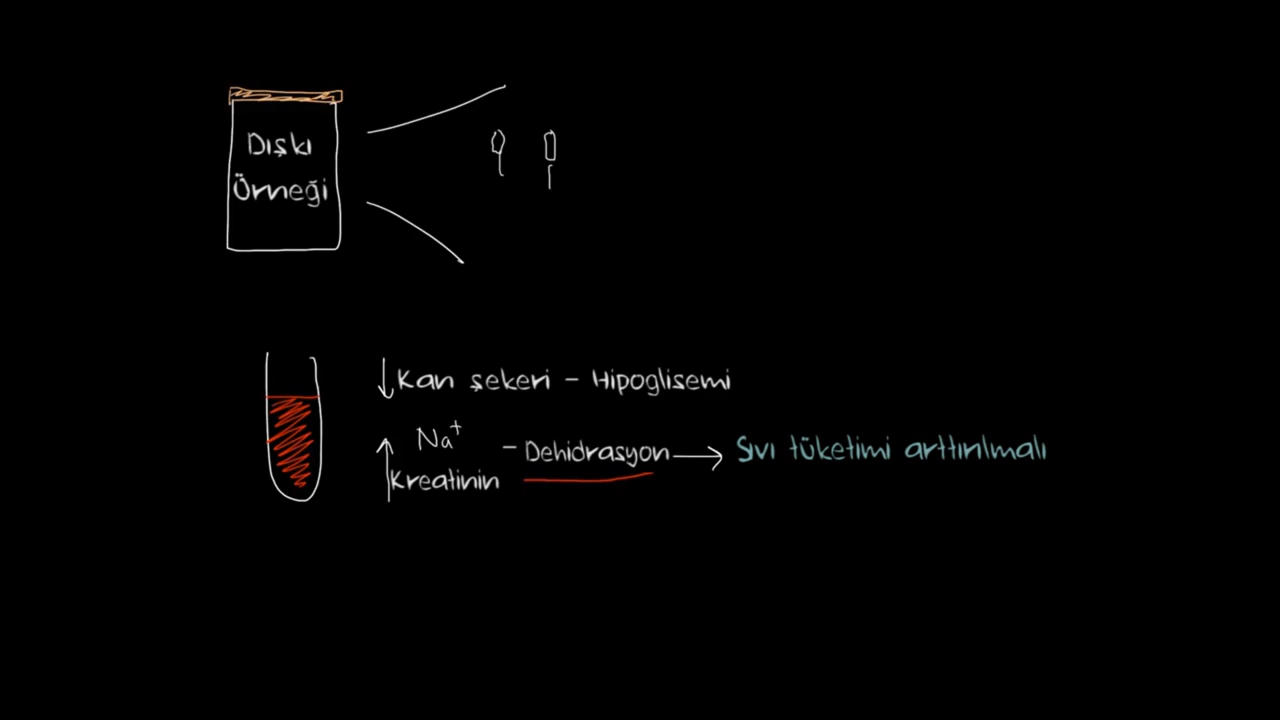 Dışkı
Örneği
↓ Kan şekeri - Hipoglisemi
↑ Na⁺
Kreatinin - Dehidrasyon → Sıvı tüketimi arttırılmalı